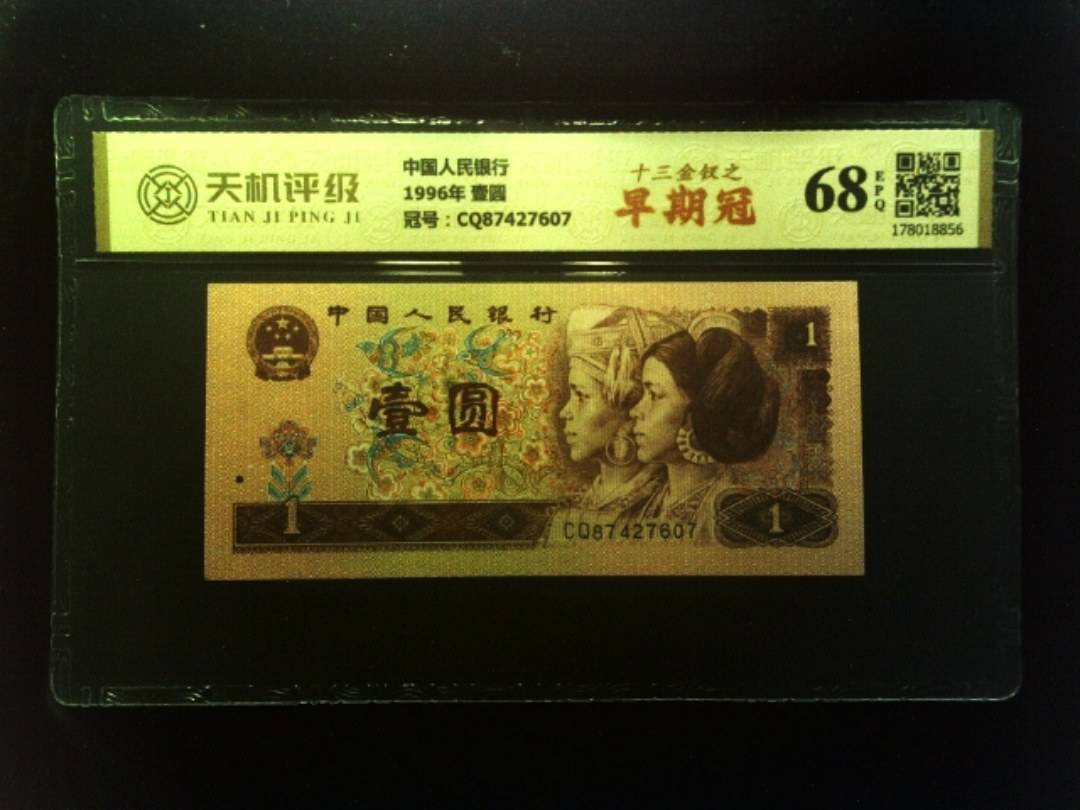 天机评级
TIAN JI PING JI
中国人民银行
1996年 壹圆
冠号：CQ87427607
十三金钗之
早期冠
68
EPQ
178018856
中国人民银行
1
壹圆
1
CQ87427607
1